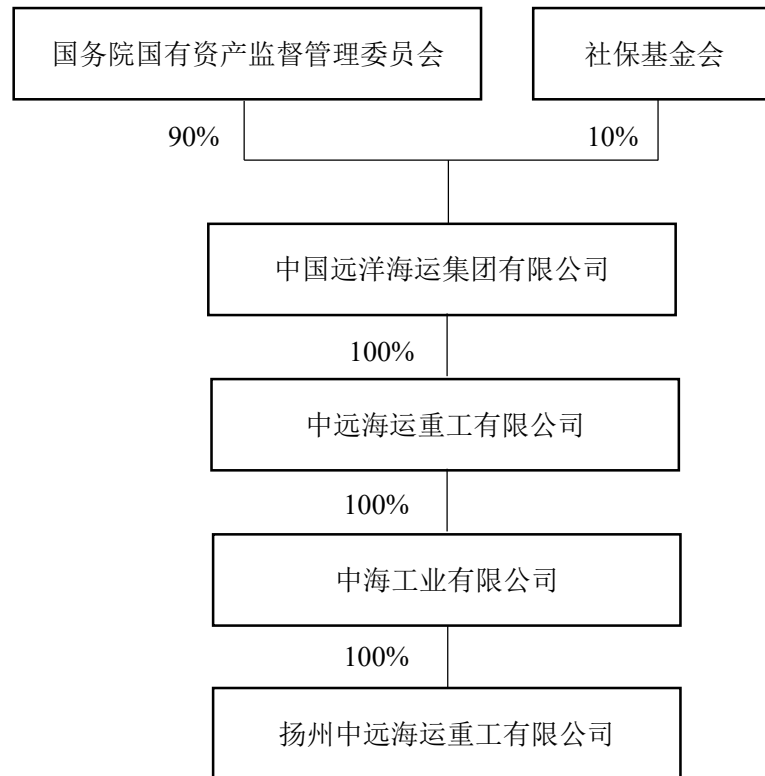 国务院国有资产监督管理委员会
社保基金会
90%
10%
中国远洋海运集团有限公司
100%
中远海运重工有限公司
100%
中海工业有限公司
100%
扬州中远海运重工有限公司